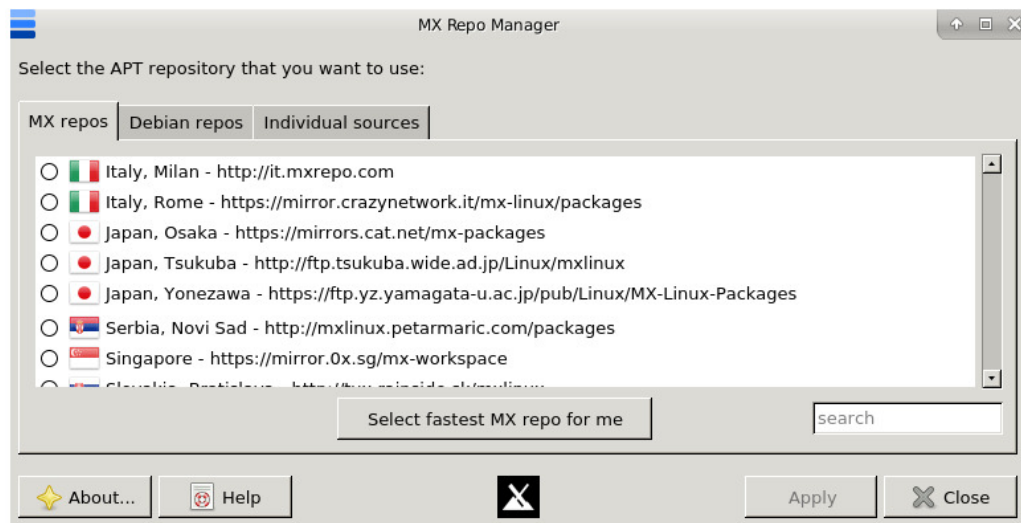 MX Repo Manager
Select the APT repository that you want to use:
MX repos Debian repos Individual sources
Italy, Milan - http://it.mxrepo.com
Italy, Rome - https://mirror.crazynetwork.it/mx-linux/packages
Japan, Osaka - https://mirrors.cat.net/mx-packages
Japan, Tsukuba - http://ftp.tsukuba.wide.ad.jp/Linux/mxlinux
Japan, Yonezawa - https://ftp.yz.yamagata-u.ac.jp/pub/Linux/MX-Linux-Packages
Serbia, Novi Sad - http://mxlinux.petarmaric.com/packages
Singapore - https://mirror.0x.sg/mx-workspace
Select fastest MX repo for me search
About... Help Apply Close